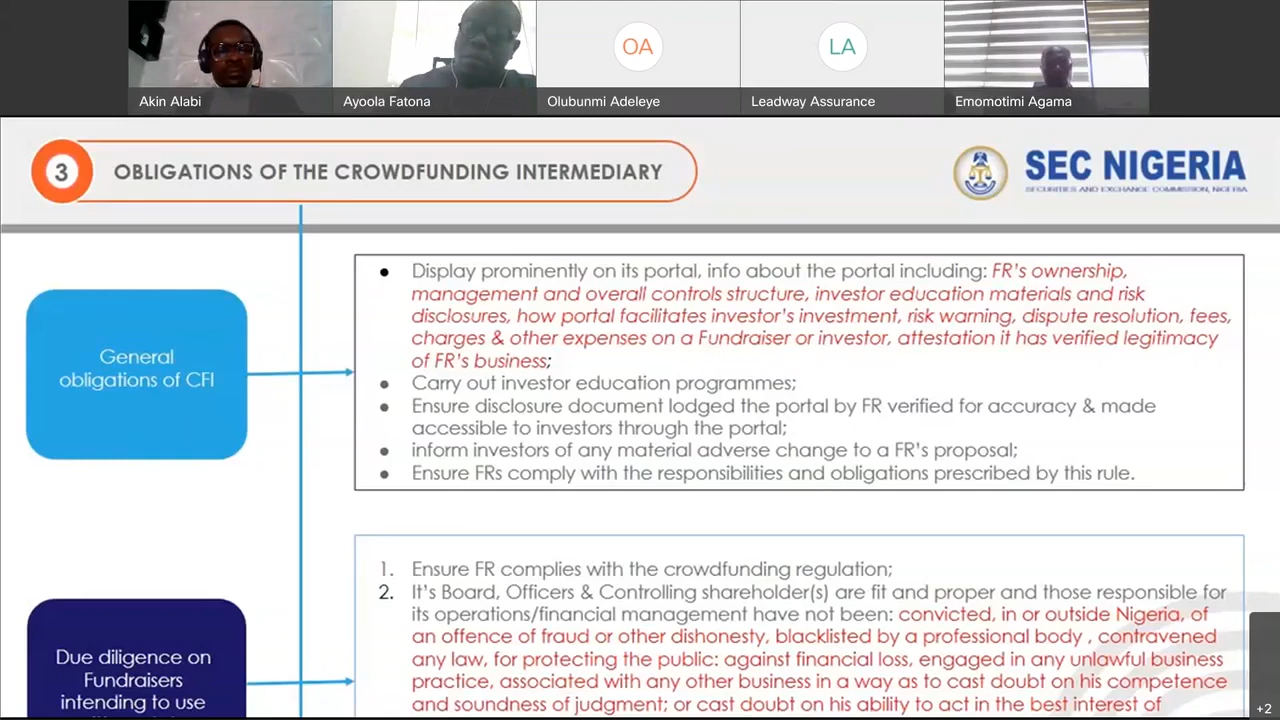 OA
LA
Akin Alabi
Ayoola Fatona
Olubunmi Adeleye
Leadway Assurance
Emomotimi Agama
3
OBLIGATIONS OF THE CROWDFUNDING INTERMEDIARY
SEC NIGERIA
SECURITIES AND EXCHANGE COMMISSION, NIGERIA
General
obligations of CFI
● Display prominently on its portal, info about the portal including: FR's ownership,
management and overall controls structure, investor education materials and risk
disclosures, how portal facilitates investor's investment, risk warning, dispute resolution, fees,
charges & other expenses on a Fundraiser or investor, attestation it has verified legitimacy
of FR's business;
● Carry out investor education programmes;
● Ensure disclosure document lodged the portal by FR verified for accuracy & made
accessible to investors through the portal;
● inform investors of any material adverse change to a FR's proposal;
● Ensure FRs comply with the responsibilities and obligations prescribed by this rule.
Due diligence on
Fundraisers
intending to use
1. Ensure FR complies with the crowdfunding regulation;
2. It's Board, Officers & Controlling shareholder(s) are fit and proper and those responsible for
its operations/financial management have not been: convicted, in or outside Nigeria, of
an offence of fraud or other dishonesty, blacklisted by a professional body , contravened
any law, for protecting the public: against financial loss, engaged in any unlawful business
practice, associated with any other business in a way as to cast doubt on his competence
and soundness of judgment; or cast doubt on his ability to act in the best interest of
+2